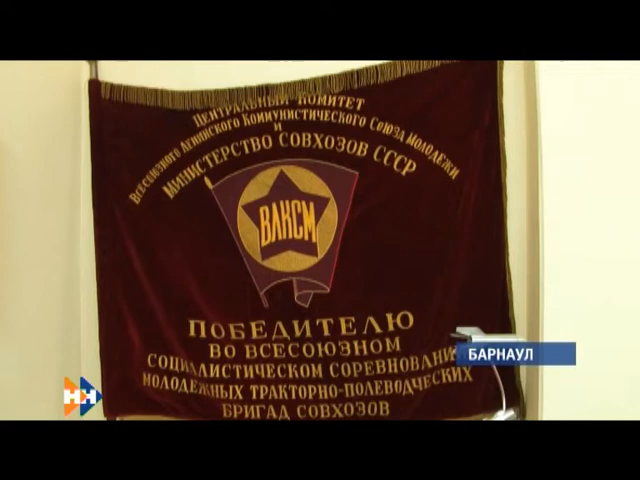 Центральный Комитет
Всесоюзного Ленинского Коммунистического Союза Молодежи
и
Министерство Совхозов СССР
ВЛКСМ
ПОБЕДИТЕЛЮ
ВО ВСЕСОЮЗНОМ
СОЦИАЛИСТИЧЕСКОМ СОРЕВНОВАНИИ
МОЛОДЕЖНЫХ ТРАКТОРНО-ПОЛЕВОДЧЕСКИХ
БРИГАД СОВХОЗОВ
БАРНАУЛ
НН